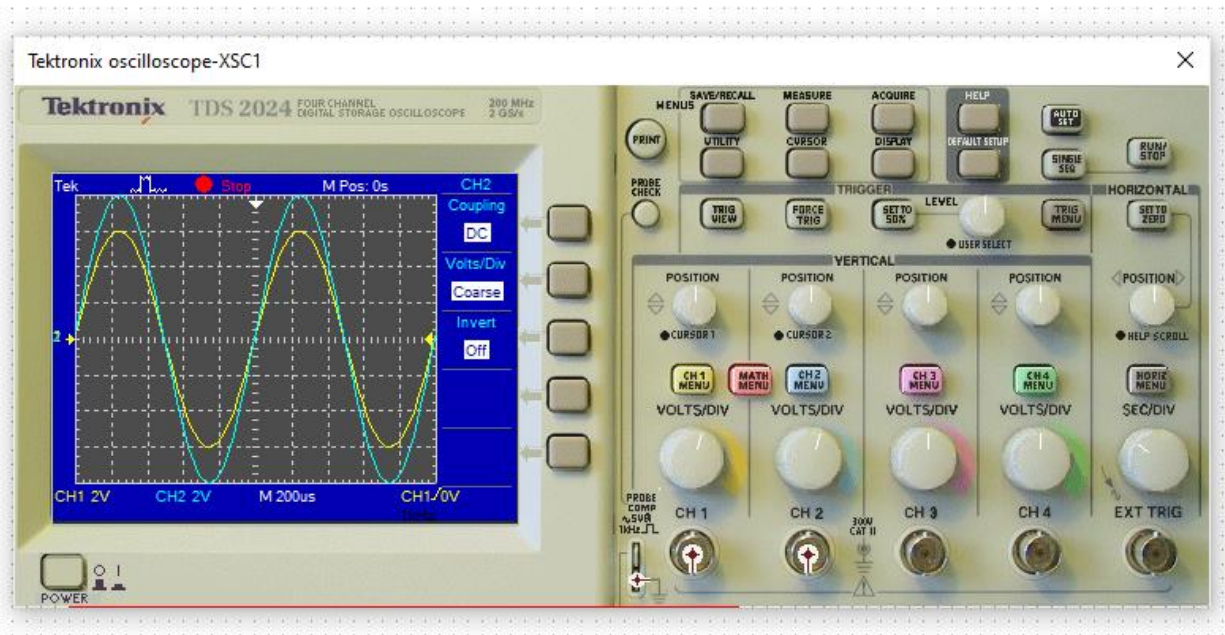 Tektronix oscilloscope-XSC1
Tektronix TDS 2024 FOUR CHANNEL DIGITAL STORAGE OSCILLOSCOPE 200 MHz 2 GS/s
Tek Stop M Pos: 0s CH2
Coupling
DC
Volts/Div
Coarse
Invert
Off
2
CH1 2V CH2 2V M 200us CH1 0V
1kHz
POWER
O I
MENUS
SAVE/RECALL MEASURE ACQUIRE
UTILITY CURSOR DISPLAY
HELP
DEFAULT SETUP
AUTO SET
SINGLE SEQ
RUN/STOP
PRINT
PROBE CHECK
TRIGGER
TRIG VIEW
FORCE TRIG
SET TO 50%
LEVEL
USER SELECT
TRIG MENU
HORIZONTAL
SET TO ZERO
VERTICAL
POSITION POSITION POSITION POSITION POSITION
CURSOR 1 CURSOR 2 HELP SCROLL
CH 1 MENU
MATH MENU
CH 2 MENU
CH 3 MENU
CH 4 MENU
HORIZ MENU
VOLTS/DIV VOLTS/DIV VOLTS/DIV VOLTS/DIV SEC/DIV
PROBE COMP
~5V@
1kHz
CH 1 CH 2 CH 3 CH 4 EXT TRIG
300V
CAT II